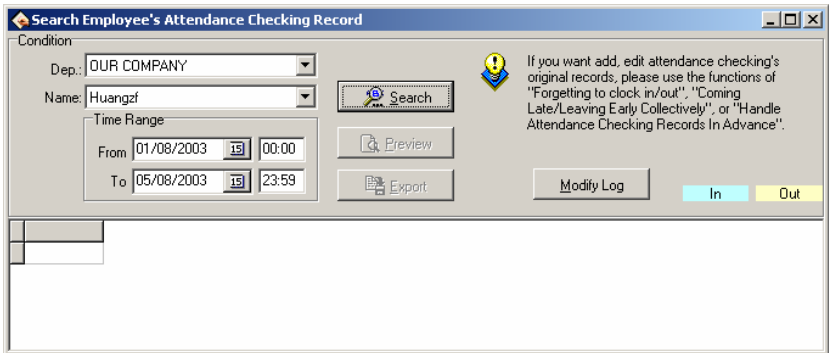 Search Employee's Attendance Checking Record
Condition
Dep.: OUR COMPANY
Name: Huangzf
Time Range
From 01/08/2003 15 00:00
To 05/08/2003 15 23:59
Search
Preview
Export
If you want add, edit attendance checking's
original records, please use the functions of
"Forgetting to clock in/out", "Coming
Late/Leaving Early Collectively", or "Handle
Attendance Checking Records In Advance".
Modify Log
In
Out